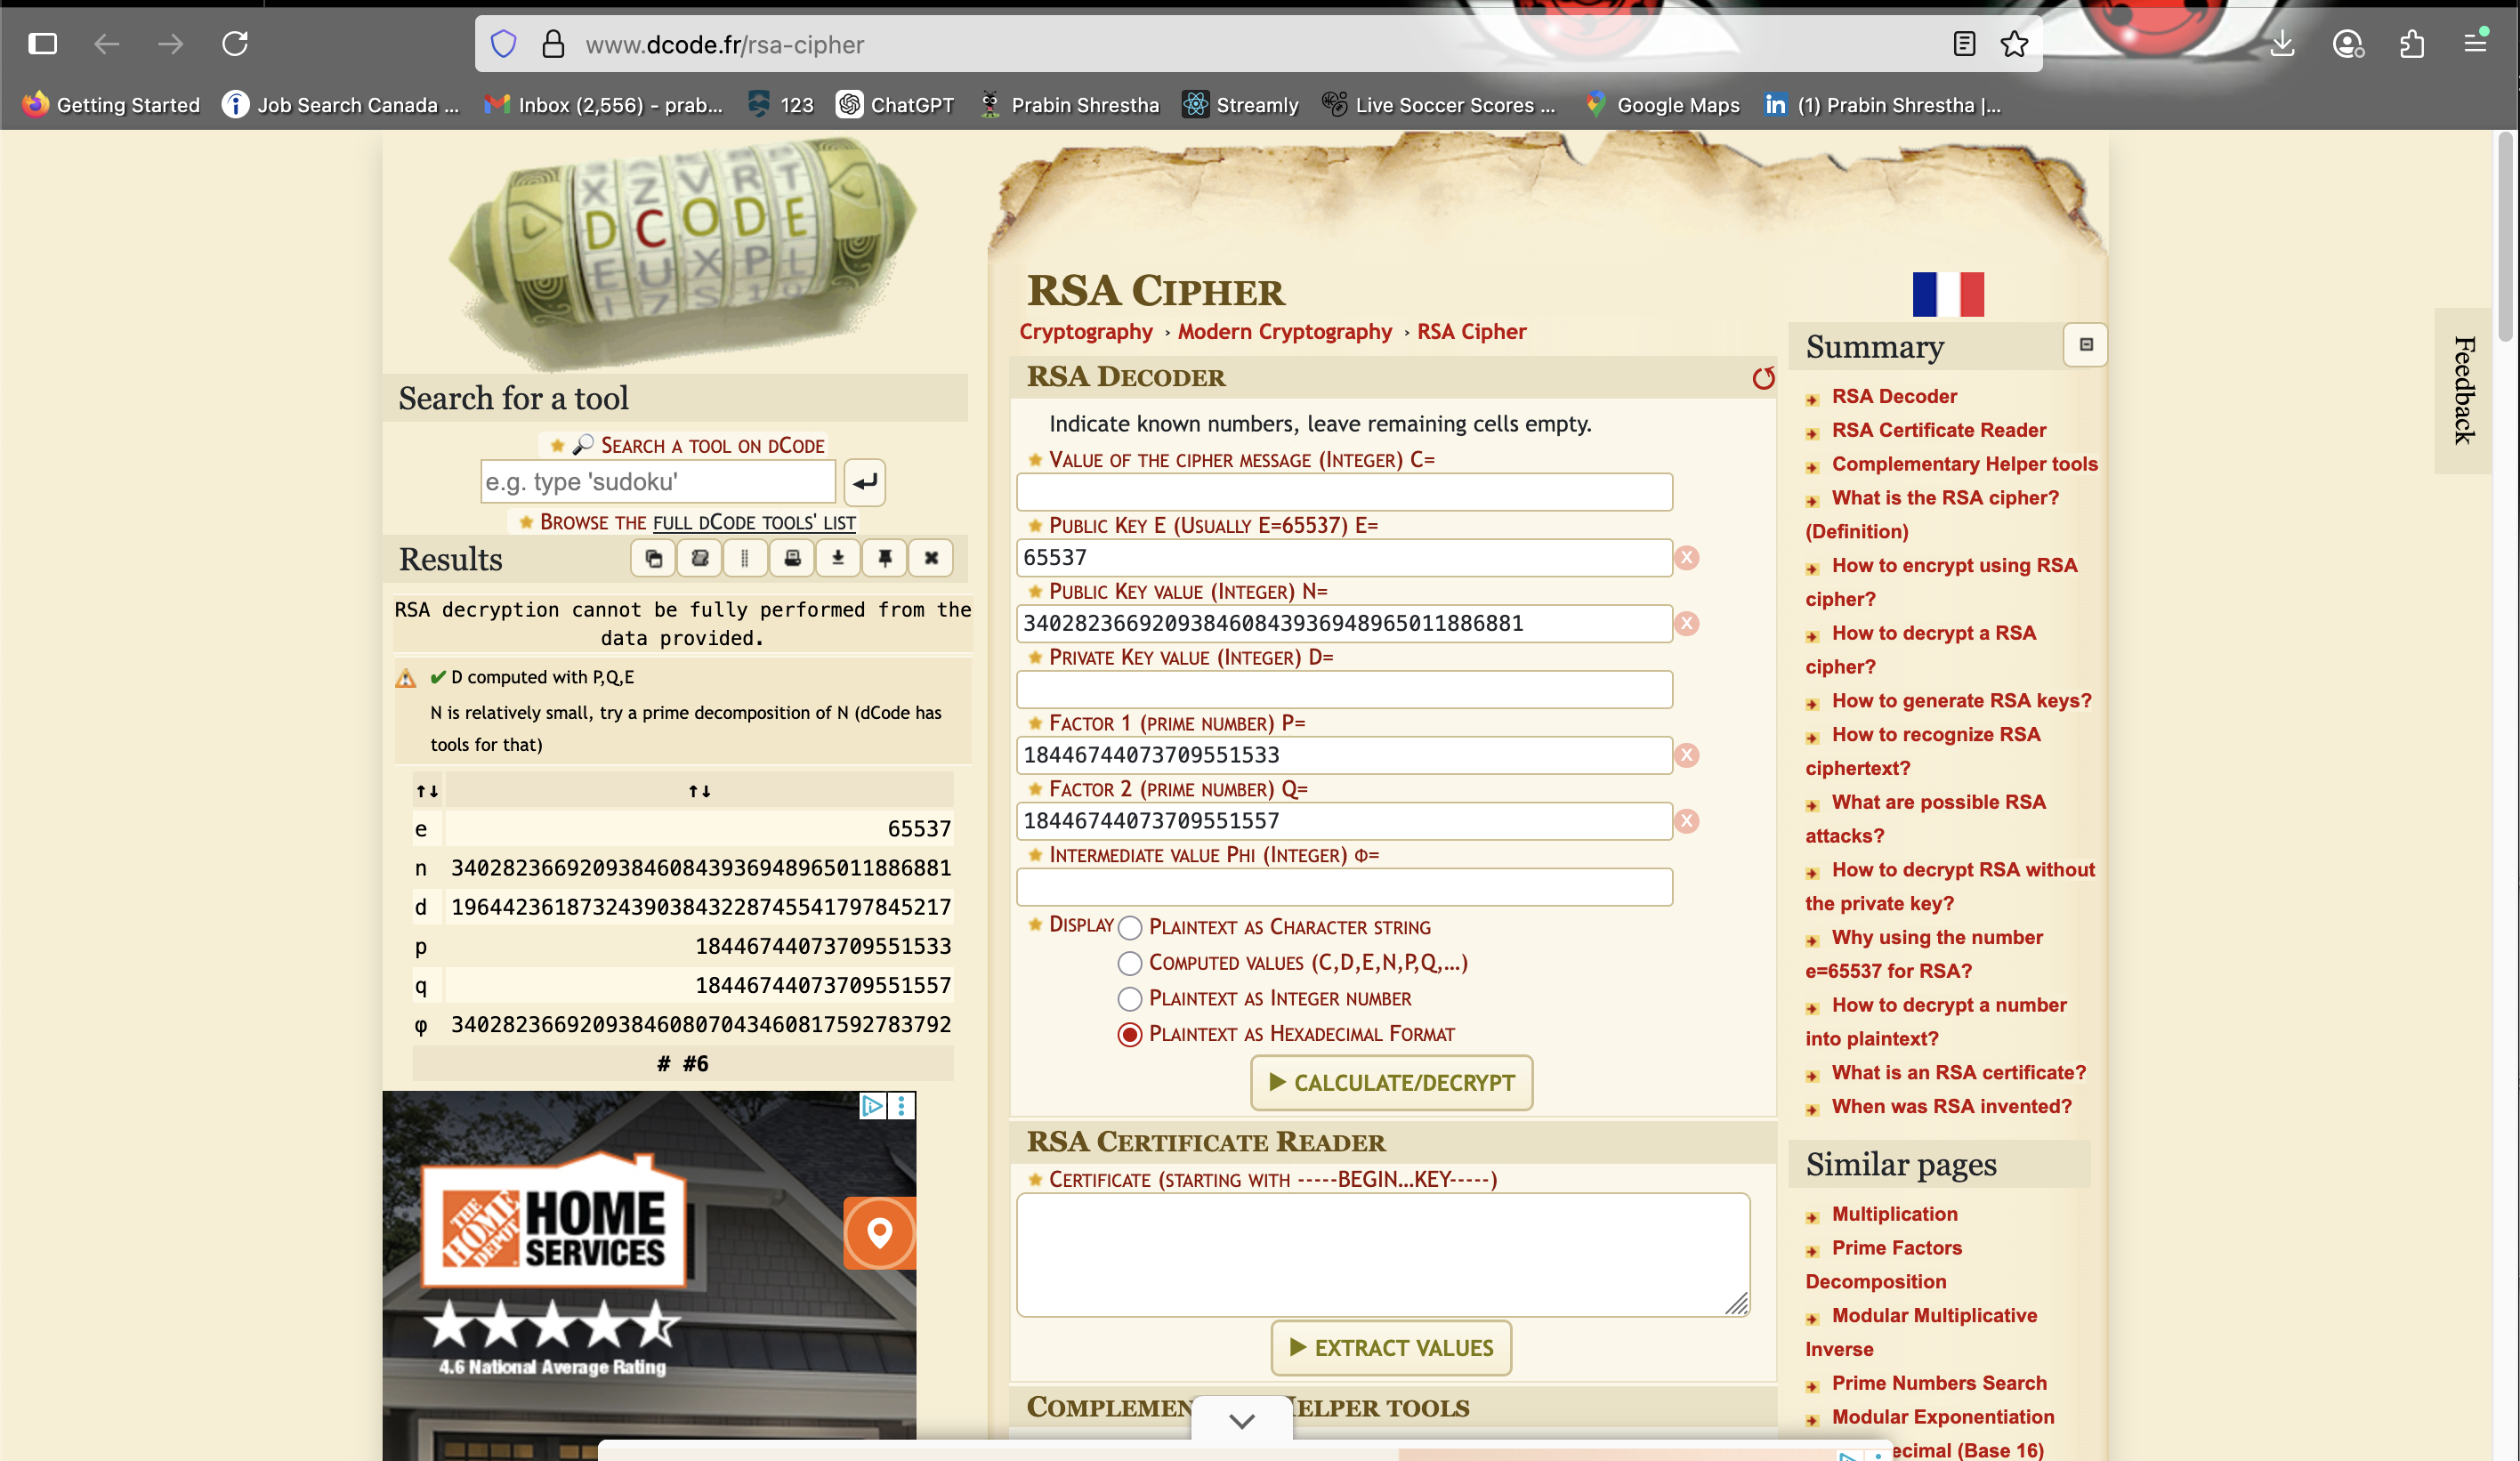 www.dcode.fr/rsa-cipher
Getting Started
Job Search Canada ...
Inbox (2,556) - prab...
123
ChatGPT
Prabin Shrestha
Streamly
Live Soccer Scores ...
Google Maps
(1) Prabin Shrestha |...
X Z V R T
D C O D E
E U X P L
Search for a tool
SEARCH A TOOL ON DCODE
e.g. type 'sudoku'
BROWSE THE FULL DCODE TOOLS' LIST
Results
RSA decryption cannot be fully performed from the
data provided.
✔ D computed with P,Q,E
N is relatively small, try a prime decomposition of N (dCode has
tools for that)
↑↓ ↑↓
e 65537
n 340282366920938460843936948965011886881
d 196442361873243903843228745541797845217
p 18446744073709551533
q 18446744073709551557
φ 340282366920938460807043460817592783792
# #6
THE HOME DEPOT
HOME
SERVICES
4.6 National Average Rating
RSA CIPHER
Cryptography › Modern Cryptography › RSA Cipher
RSA DECODER
Indicate known numbers, leave remaining cells empty.
VALUE OF THE CIPHER MESSAGE (INTEGER) C=
PUBLIC KEY E (USUALLY E=65537) E=
65537
X
PUBLIC KEY VALUE (INTEGER) N=
340282366920938460843936948965011886881
X
PRIVATE KEY VALUE (INTEGER) D=
FACTOR 1 (PRIME NUMBER) P=
18446744073709551533
X
FACTOR 2 (PRIME NUMBER) Q=
18446744073709551557
X
INTERMEDIATE VALUE PHI (INTEGER) Φ=
DISPLAY PLAINTEXT AS CHARACTER STRING
COMPUTED VALUES (C,D,E,N,P,Q,...)
PLAINTEXT AS INTEGER NUMBER
PLAINTEXT AS HEXADECIMAL FORMAT
▶ CALCULATE/DECRYPT
RSA CERTIFICATE READER
CERTIFICATE (STARTING WITH -----BEGIN...KEY-----)
▶ EXTRACT VALUES
HELPER TOOLS
Summary
RSA Decoder
RSA Certificate Reader
Complementary Helper tools
What is the RSA cipher?
(Definition)
How to encrypt using RSA
cipher?
How to decrypt a RSA
cipher?
How to generate RSA keys?
How to recognize RSA
ciphertext?
What are possible RSA
attacks?
How to decrypt RSA without
the private key?
Why using the number
e=65537 for RSA?
How to decrypt a number
into plaintext?
What is an RSA certificate?
When was RSA invented?
Similar pages
Multiplication
Prime Factors
Decomposition
Modular Multiplicative
Inverse
Prime Numbers Search
Modular Exponentiation
(Base 16)
Feedback